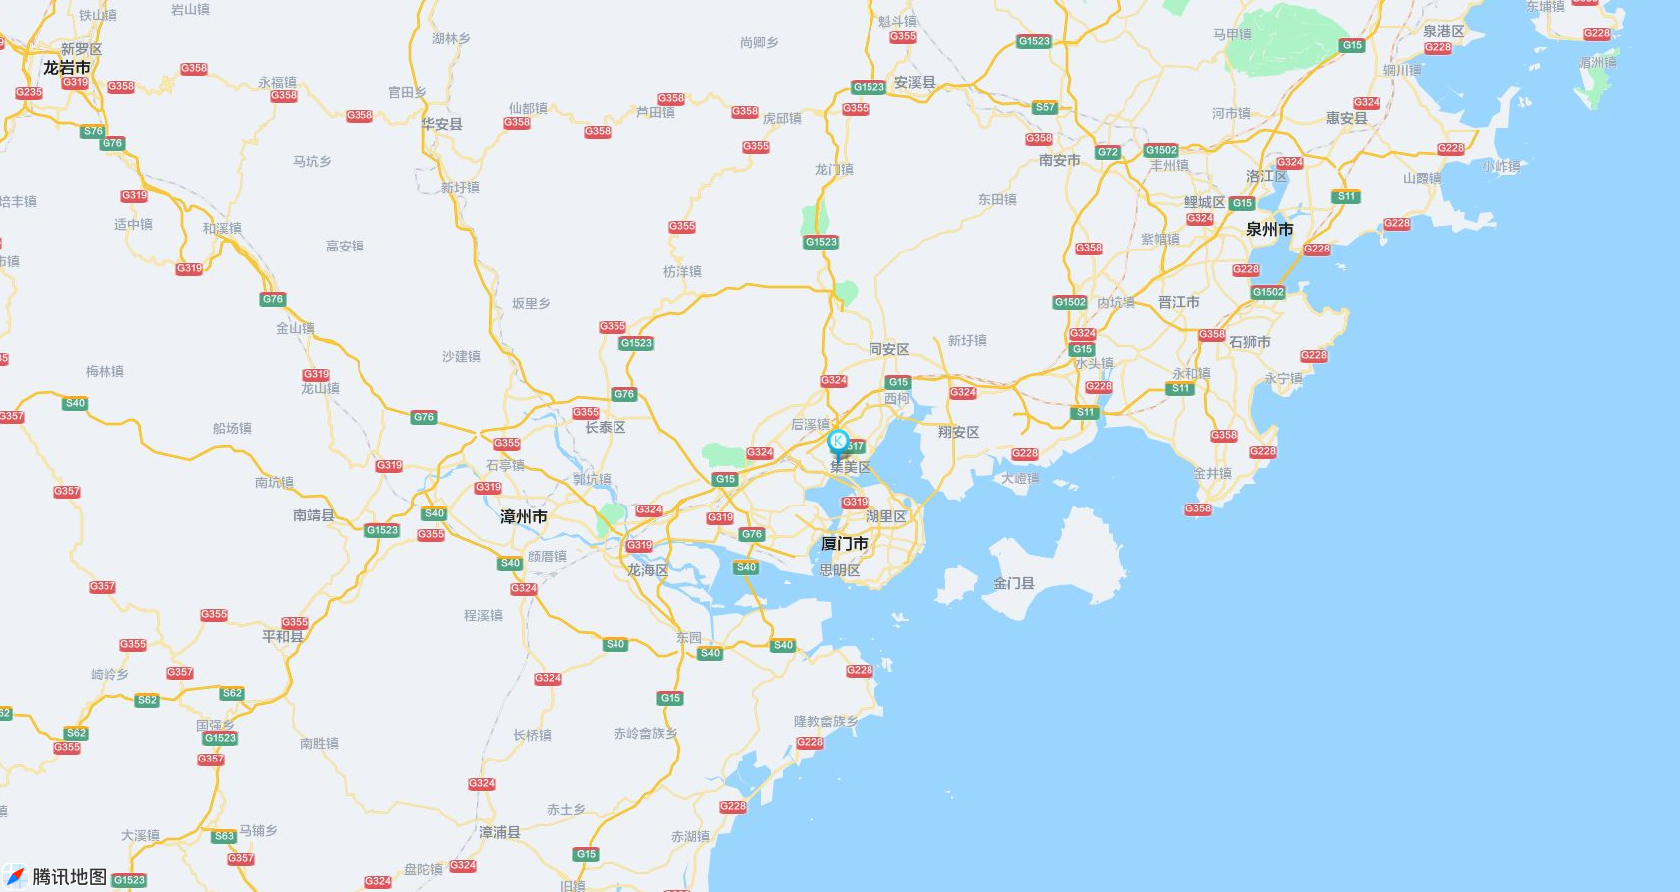 铁山镇
岩山镇
魁斗镇
东埔镇
湖林乡
尚卿乡
G355
G1523
马甲镇
泉港区
G228
G228
G15
新罗区
龙岩市
G319
G358
G358
永福镇
G358
G235
辋川镇
湄洲镇
安溪县
G1523
官田乡
仙都镇
G358
芦田镇
G358
G358
虎邱镇
G355
S57
G324
河市镇
惠安县
G358
华安县
G358
S76
G76
G355
G358
南安市
G72
G1502
丰州镇
G324
G228
小岞镇
马坑乡
龙门镇
洛江区
山霞镇
新圩镇
G319
培丰镇
东田镇
鲤城区
G15
S11
G324
适中镇
和溪镇
G355
泉州市
G228
高安镇
G1523
G358
紫帽镇
G228
G319
枋洋镇
G228
G1502
G76
坂里乡
G1502
内坑镇
晋江市
金山镇
G355
G1523
同安区
新圩镇
G324
G15
G358
石狮市
沙建镇
G228
水头镇
梅林镇
G319
龙山镇
G324
G15
G324
G228
永和镇
S11
永宁镇
S40
G76
西柯
G357
G76
G355
长泰区
后溪镇
翔安区
S11
船场镇
G358
K
集美区
G355
石亭镇
G324
G228
G228
G319
南坑镇
G319
郭坑镇
G15
大嶝镇
金井镇
G357
G358
南靖县
S40
漳州市
G324
G319
G319
湖里区
G1523
G355
G76
厦门市
颜厝镇
G319
S40
龙海区
S40
思明区
金门县
G357
G324
程溪镇
G355
G355
平和县
G355
东园
S40
S40
S40
G228
崎岭乡
G357
G324
S62
S62
G15
国强乡
G1523
隆教畲族乡
S62
G355
G357
南胜镇
长桥镇
赤岭畲族乡
G228
G324
赤土乡
G228
大溪镇
S63
马铺乡
漳浦县
赤湖镇
G357
G15
盘陀镇
G324
腾讯地图
G1523
G324
旧镇